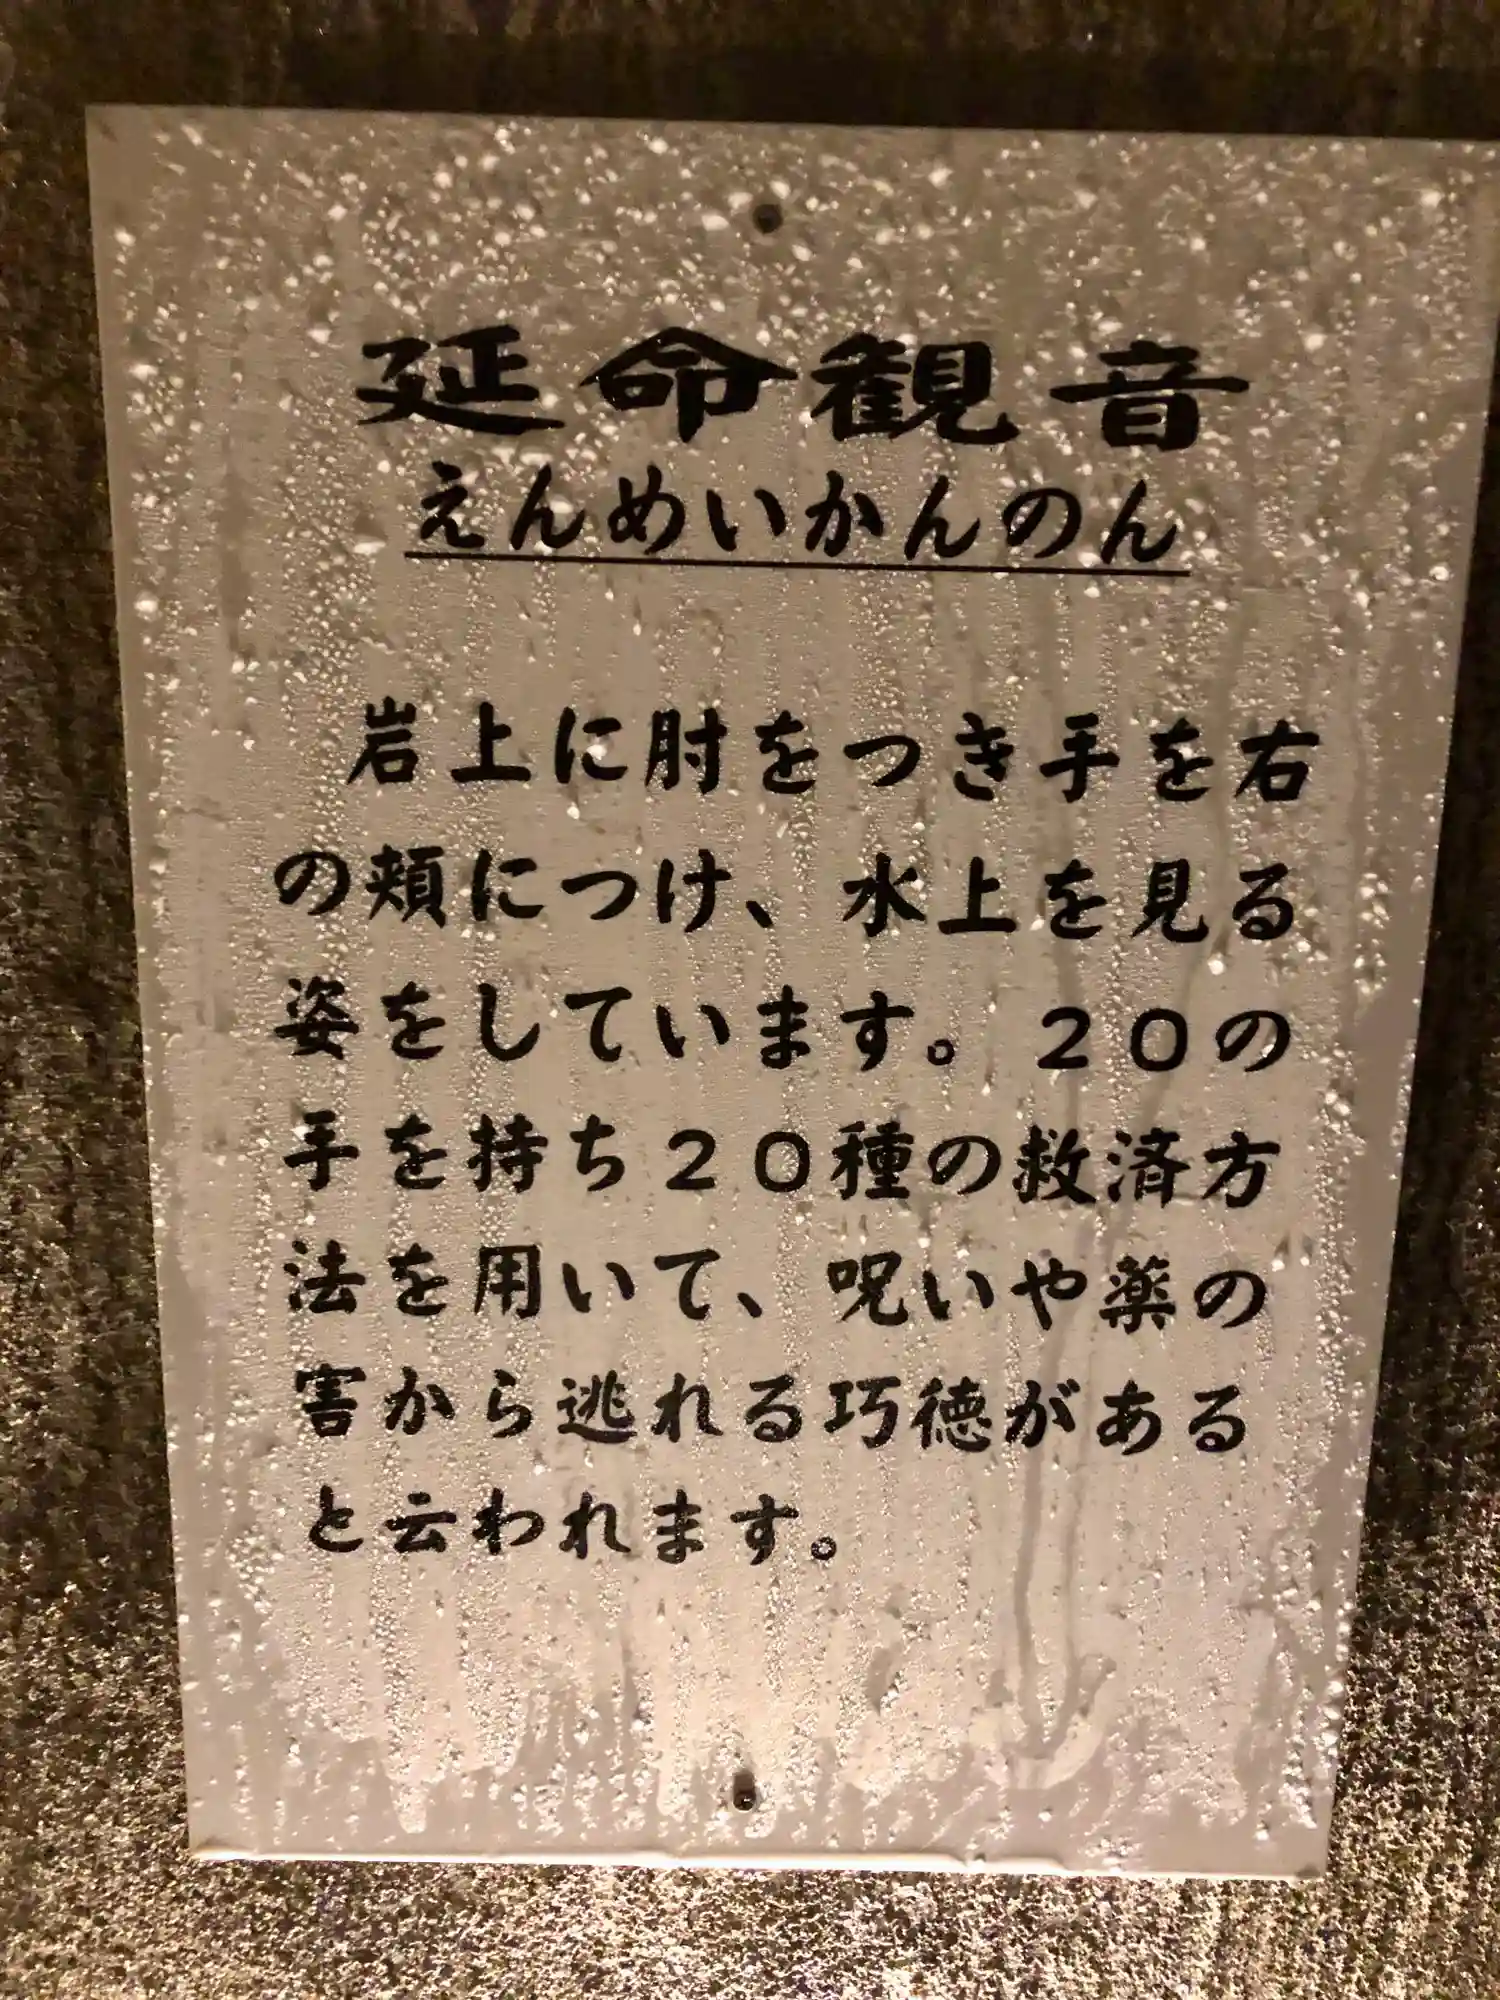 延命観音
えんめいかんのん
岩上に肘をつき手を右
の頬につけ、水上を見る
姿をしています。２０の
手を持ち２０種の救済方
法を用いて、呪いや薬の
害から逃れる巧徳がある
と云われます。